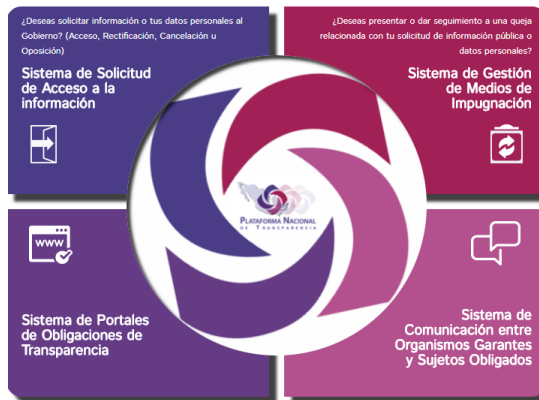 ¿Deseas solicitar información o tus datos personales al
Gobierno? (Acceso, Rectificación, Cancelación u
Oposición)
Sistema de Solicitud
de Acceso a la
información
¿Deseas presentar o dar seguimiento a una queja
relacionada con tu solicitud de información pública o
datos personales?
Sistema de Gestión
de Medios de
Impugnación
PLATAFORMA NACIONAL
DE TRANSPARENCIA
www
Sistema de Portales
de Obligaciones de
Transparencia
Sistema de
Comunicación entre
Organismos Garantes
y Sujetos Obligados